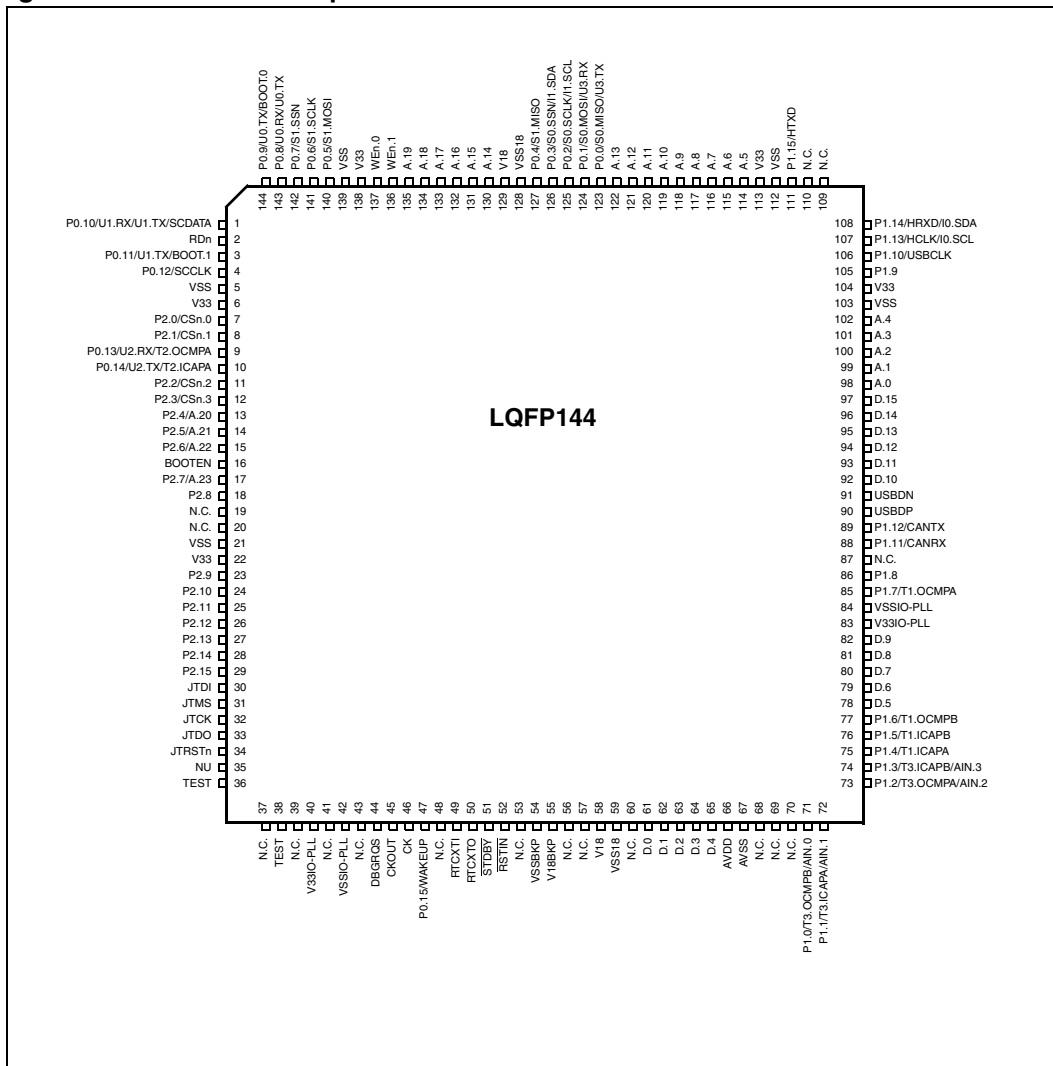 P0.9/U0.TX/BOOT.0 144
P0.8/U0.RX/U0.TX 143
P0.7/S1.SSN 142
P0.6/S1.SCLK 141
P0.5/S1.MOSI 140
VSS 139
V33 138
WEn.0 137
WEn.1 136
A.19 135
A.18 134
A.17 133
A.16 132
A.15 131
A.14 130
V18 129
VSS18 128
P0.4/S1.MISO 127
P0.3/S0.SSN/I1.SDA 126
P0.2/S0.SCLK/I1.SCL 125
P0.1/S0.MOSI/U3.RX 124
P0.0/S0.MISO/U3.TX 123
A.13 122
A.12 121
A.11 120
A.10 119
A.9 118
A.8 117
A.7 116
A.6 115
A.5 114
V33 113
VSS 112
P1.15/HTXD 111
N.C. 110
N.C. 109
P0.10/U1.RX/U1.TX/SCDATA 1
RDn 2
P0.11/U1.TX/BOOT.1 3
P0.12/SCCLK 4
VSS 5
V33 6
P2.0/CSn.0 7
P2.1/CSn.1 8
P0.13/U2.RX/T2.OCMPA 9
P0.14/U2.TX/T2.ICAPA 10
P2.2/CSn.2 11
P2.3/CSn.3 12
P2.4/A.20 13
P2.5/A.21 14
P2.6/A.22 15
BOOTEN 16
P2.7/A.23 17
P2.8 18
N.C. 19
N.C. 20
VSS 21
V33 22
P2.9 23
P2.10 24
P2.11 25
P2.12 26
P2.13 27
P2.14 28
P2.15 29
JTDI 30
JTMS 31
JTCK 32
JTDO 33
JTRSTn 34
NU 35
TEST 36
LQFP144
108 P1.14/HRXD/I0.SDA
107 P1.13/HCLK/I0.SCL
106 P1.10/USBCLK
105 P1.9
104 V33
103 VSS
102 A.4
101 A.3
100 A.2
99 A.1
98 A.0
97 D.15
96 D.14
95 D.13
94 D.12
93 D.11
92 D.10
91 USBDN
90 USBDP
89 P1.12/CANTX
88 P1.11/CANRX
87 N.C.
86 P1.8
85 P1.7/T1.OCMPA
84 VSSIO-PLL
83 V33IO-PLL
82 D.9
81 D.8
80 D.7
79 D.6
78 D.5
77 P1.6/T1.OCMPB
76 P1.5/T1.ICAPB
75 P1.4/T1.ICAPA
74 P1.3/T3.ICAPB/AIN.3
73 P1.2/T3.OCMPA/AIN.2
N.C. 37
TEST 38
N.C. 39
V33IO-PLL 40
N.C. 41
VSSIO-PLL 42
N.C. 43
DBGRQS 44
CKOUT 45
CK 46
P0.15/WAKEUP 47
N.C. 48
RTCXTI 49
RTCXTO 50
STDBY 51
RSTIN 52
N.C. 53
VSSBKP 54
V18BKP 55
N.C. 56
N.C. 57
V18 58
VSS18 59
N.C. 60
D.0 61
D.1 62
D.2 63
D.3 64
D.4 65
AVDD 66
AVSS 67
N.C. 68
N.C. 69
N.C. 70
P1.0/T3.OCMPB/AIN.0 71
P1.1/T3.ICAPA/AIN.1 72